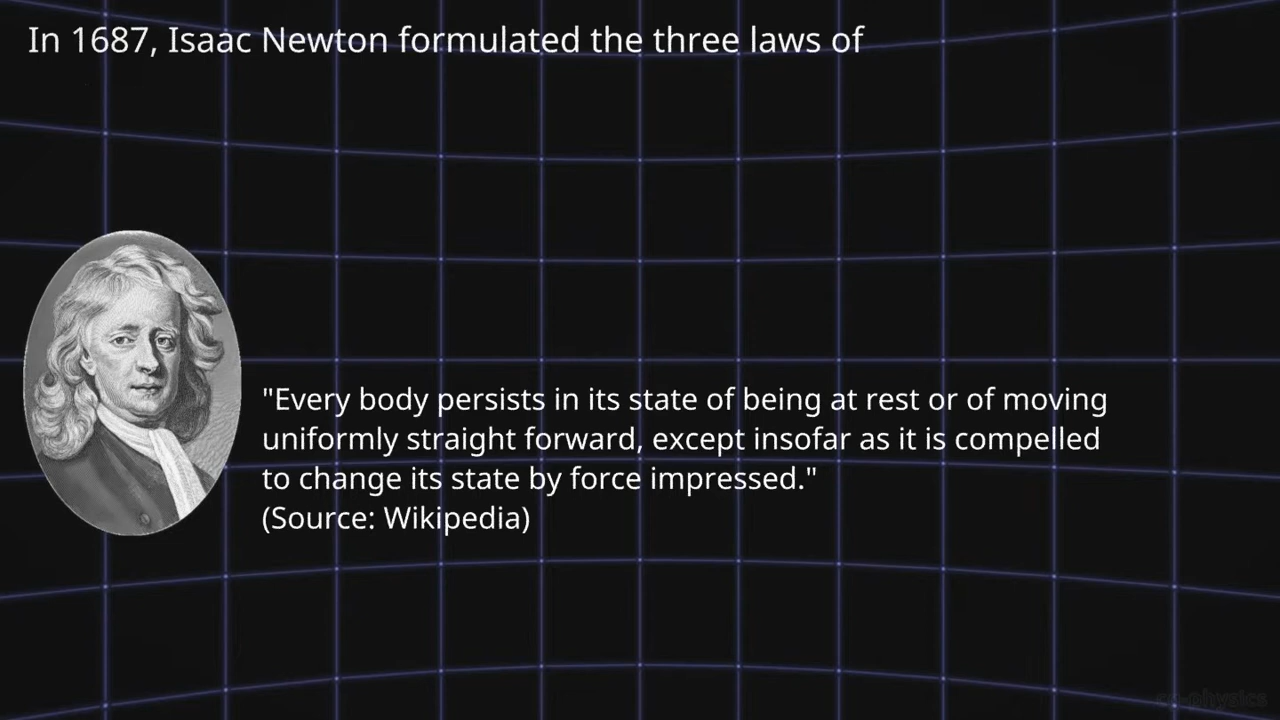 In 1687, Isaac Newton formulated the three laws of
"Every body persists in its state of being at rest or of moving
uniformly straight forward, except insofar as it is compelled
to change its state by force impressed."
(Source: Wikipedia)